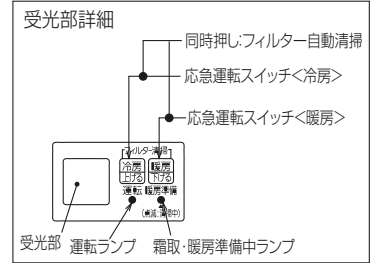 受光部詳細
同時押し:フィルター自動清掃
応急運転スイッチ<冷房>
応急運転スイッチ<暖房>
フィルター清掃
冷房 暖房
上げる 下げる
運転 暖房準備
(点滅:清掃中)
受光部 運転ランプ 霜取・暖房準備中ランプ